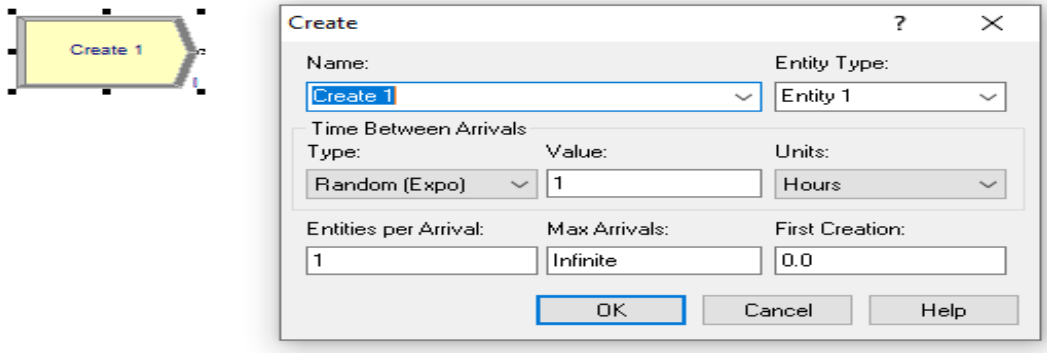 Create 1
Create ?
Name: Entity Type:
Create 1 Entity 1
Time Between Arrivals
Type: Value: Units:
Random (Expo) 1 Hours
Entities per Arrival: Max Arrivals: First Creation:
1 Infinite 0.0
OK Cancel Help